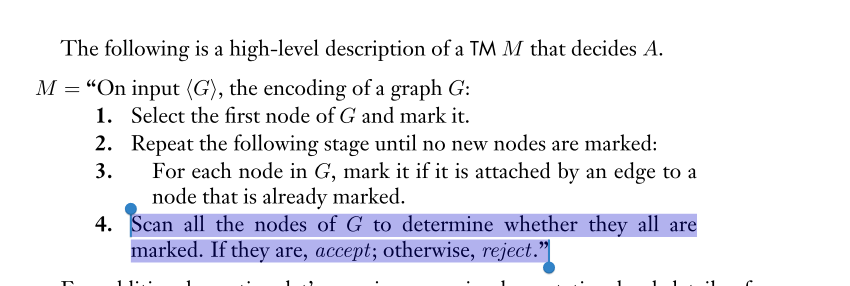 The following is a high-level description of a TM M that decides A.
M = “On input ⟨G⟩, the encoding of a graph G:
1. Select the first node of G and mark it.
2. Repeat the following stage until no new nodes are marked:
3. For each node in G, mark it if it is attached by an edge to a
node that is already marked.
4. Scan all the nodes of G to determine whether they all are
marked. If they are, accept; otherwise, reject.”